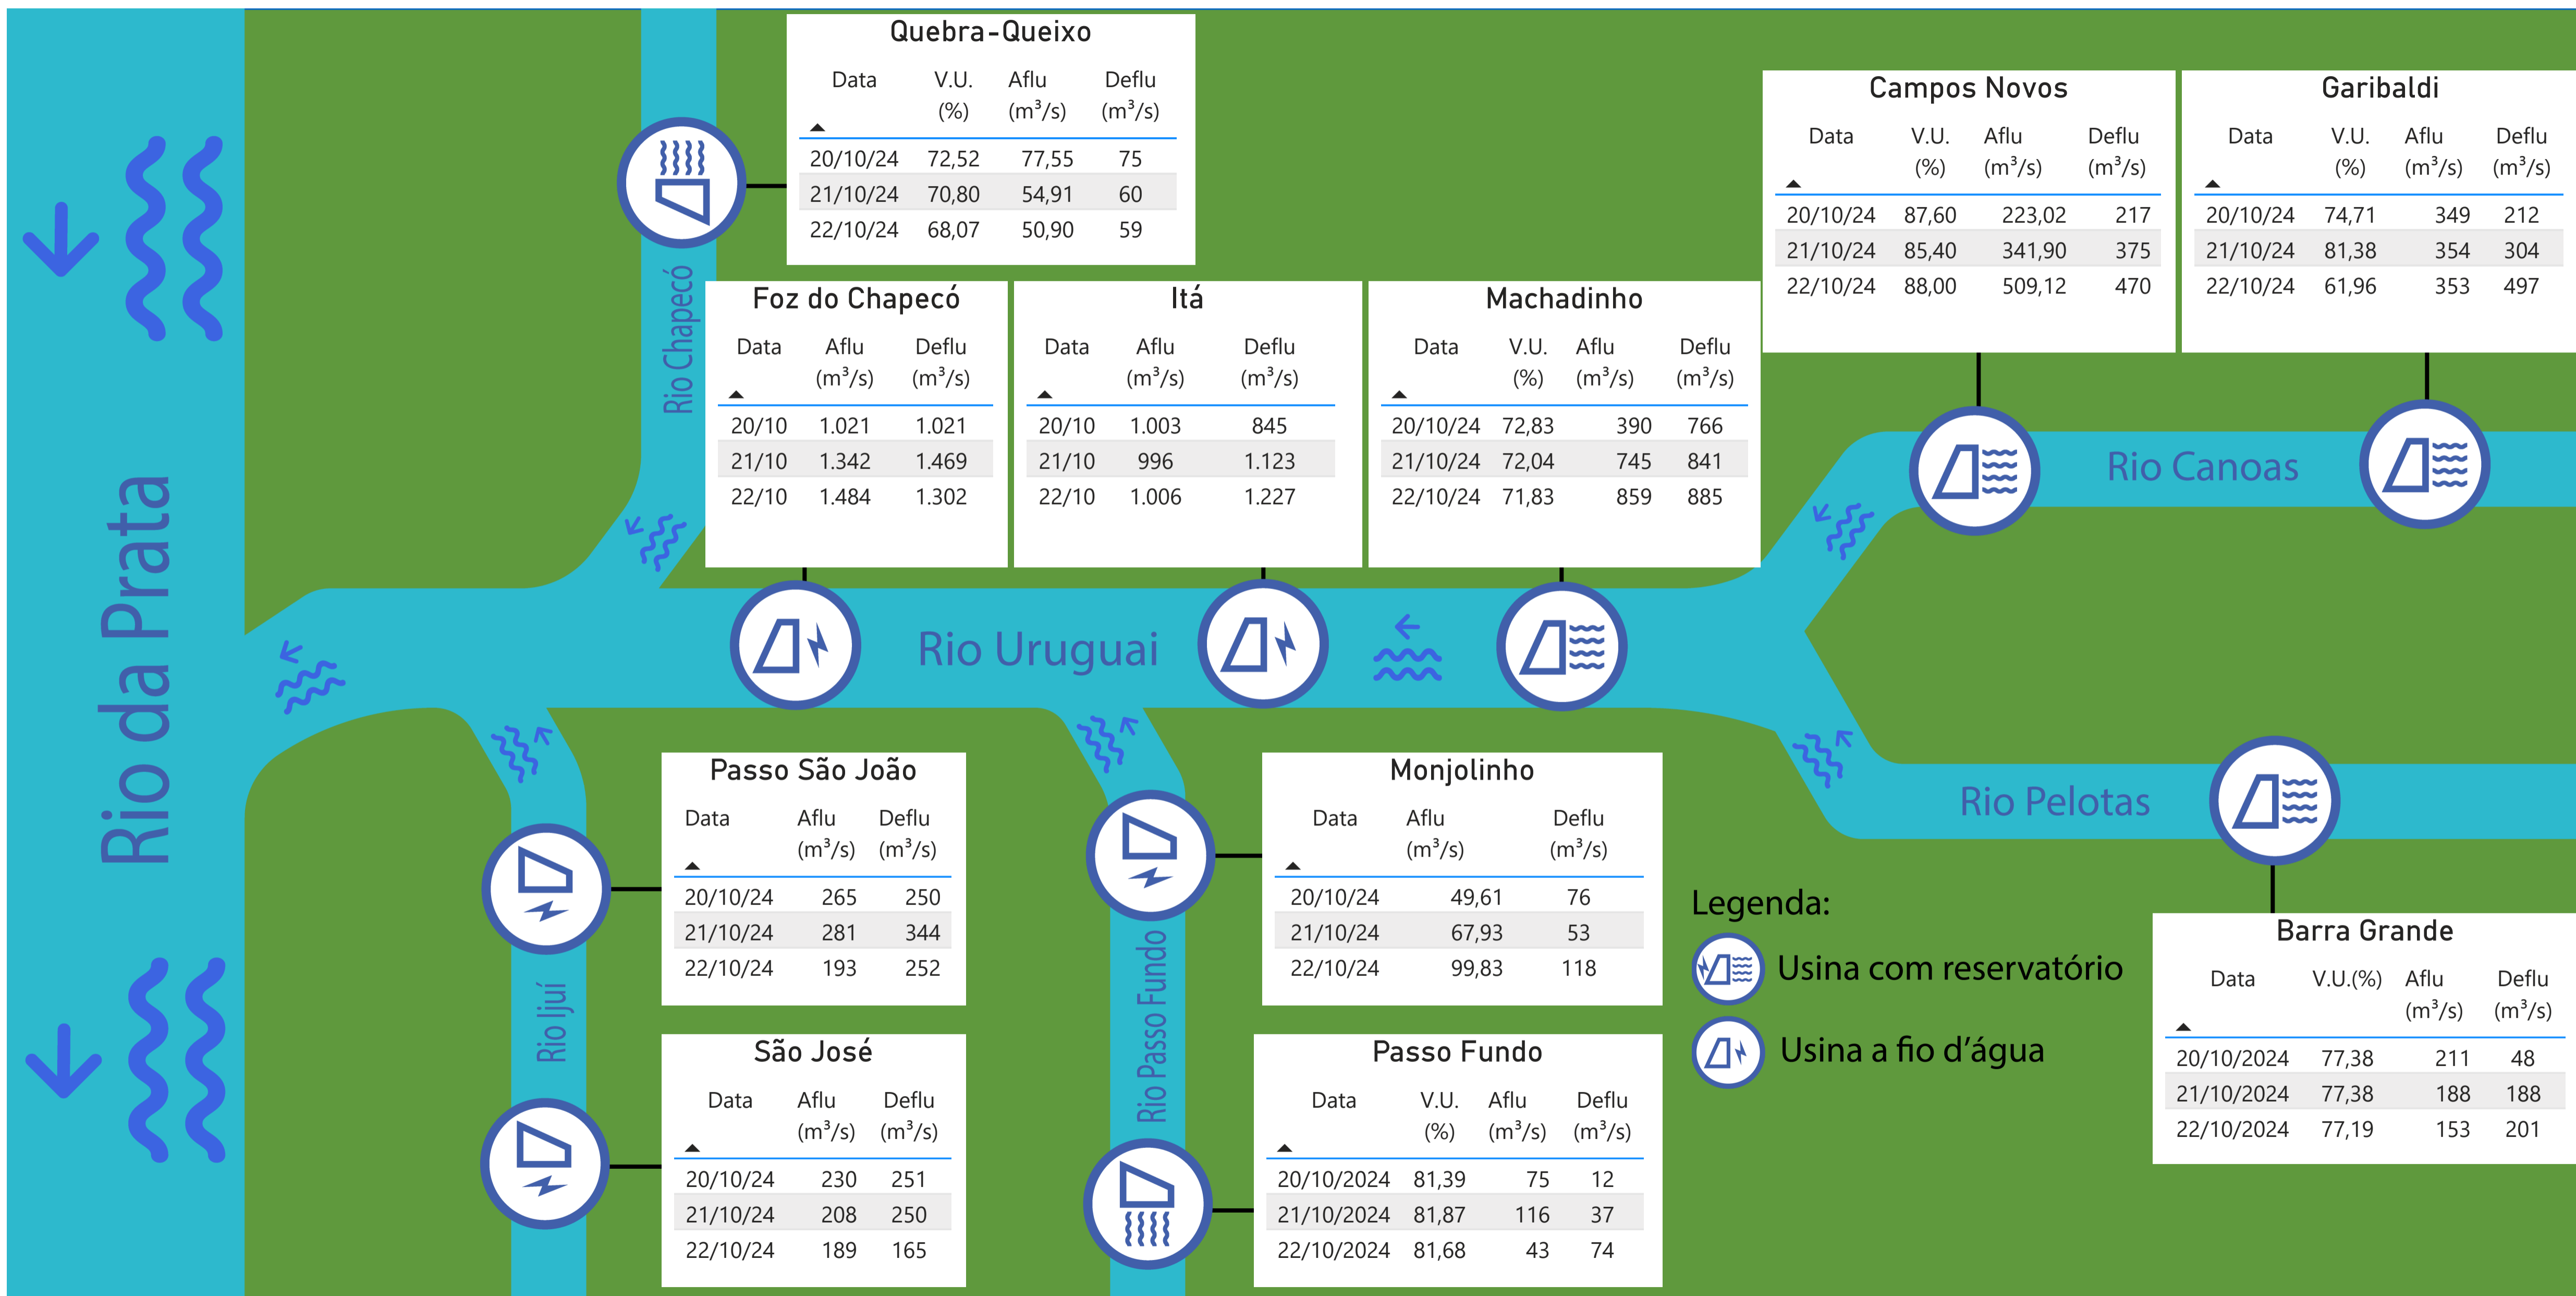 Quebra-Queixo
Data V.U. (%) Aflu (m³/s) Deflu (m³/s)
20/10/24 72,52 77,55 75
21/10/24 70,80 54,91 60
22/10/24 68,07 50,90 59
Campos Novos
Data V.U. (%) Aflu (m³/s) Deflu (m³/s)
20/10/24 87,60 223,02 217
21/10/24 85,40 341,90 375
22/10/24 88,00 509,12 470
Garibaldi
Data V.U. (%) Aflu (m³/s) Deflu (m³/s)
20/10/24 74,71 349 212
21/10/24 81,38 354 304
22/10/24 61,96 353 497
Rio Chapecó
Foz do Chapecó
Data Aflu (m³/s) Deflu (m³/s)
20/10 1.021 1.021
21/10 1.342 1.469
22/10 1.484 1.302
Itá
Data Aflu (m³/s) Deflu (m³/s)
20/10 1.003 845
21/10 996 1.123
22/10 1.006 1.227
Machadinho
Data V.U. (%) Aflu (m³/s) Deflu (m³/s)
20/10/24 72,83 390 766
21/10/24 72,04 745 841
22/10/24 71,83 859 885
Rio Canoas
Rio da Prata
Rio Uruguai
Rio Pelotas
Passo São João
Data Aflu (m³/s) Deflu (m³/s)
20/10/24 265 250
21/10/24 281 344
22/10/24 193 252
Monjolinho
Data Aflu (m³/s) Deflu (m³/s)
20/10/24 49,61 76
21/10/24 67,93 53
22/10/24 99,83 118
Rio Ijuí
Rio Passo Fundo
Legenda:
Usina com reservatório
Usina a fio d'água
Barra Grande
Data V.U.(%) Aflu (m³/s) Deflu (m³/s)
20/10/2024 77,38 211 48
21/10/2024 77,38 188 188
22/10/2024 77,19 153 201
São José
Data Aflu (m³/s) Deflu (m³/s)
20/10/24 230 251
21/10/24 208 250
22/10/24 189 165
Passo Fundo
Data V.U. (%) Aflu (m³/s) Deflu (m³/s)
20/10/2024 81,39 75 12
21/10/2024 81,87 116 37
22/10/2024 81,68 43 74